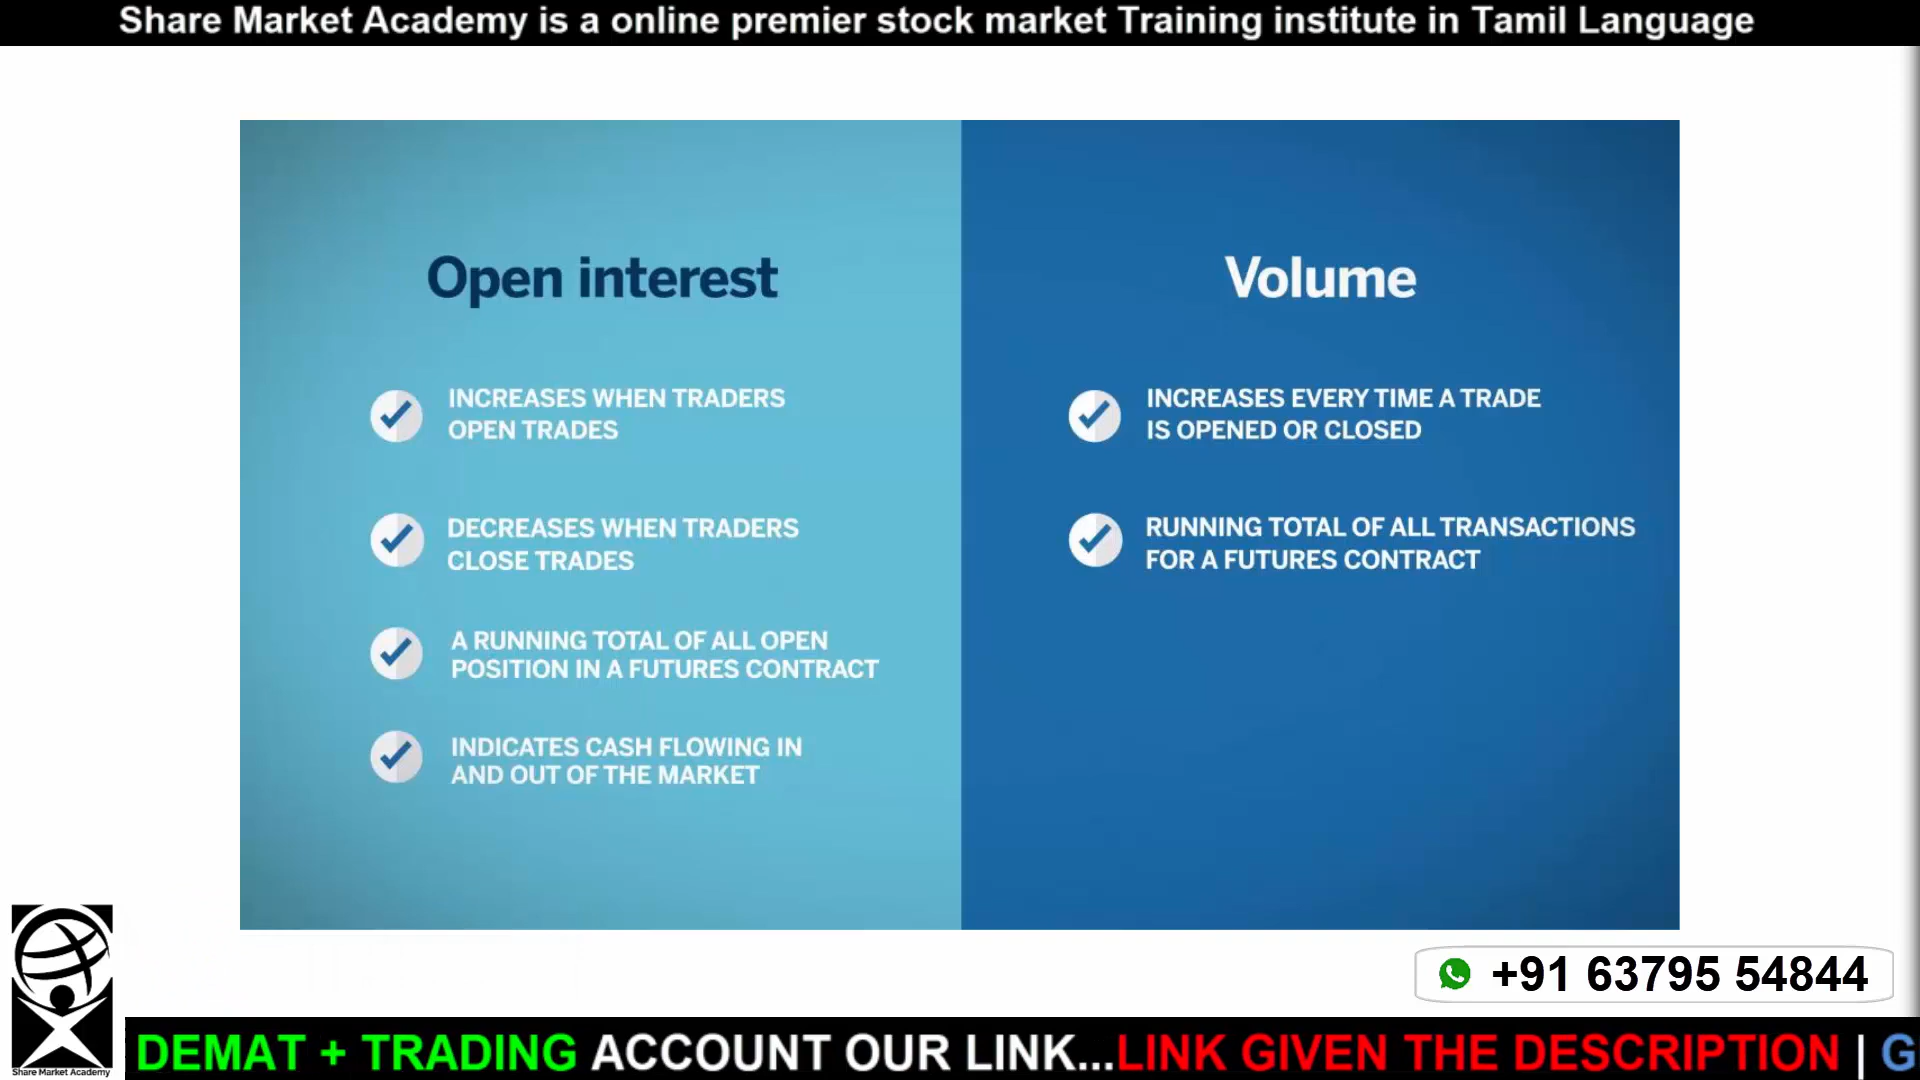 Share Market Academy is a online premier stock market Training institute in Tamil Language
Open interest
INCREASES WHEN TRADERS
OPEN TRADES
DECREASES WHEN TRADERS
CLOSE TRADES
A RUNNING TOTAL OF ALL OPEN
POSITION IN A FUTURES CONTRACT
INDICATES CASH FLOWING IN
AND OUT OF THE MARKET
Volume
INCREASES EVERY TIME A TRADE
IS OPENED OR CLOSED
RUNNING TOTAL OF ALL TRANSACTIONS
FOR A FUTURES CONTRACT
+91 63795 54844
Share Market Academy
DEMAT + TRADING ACCOUNT OUR LINK...LINK GIVEN THE DESCRIPTION | G